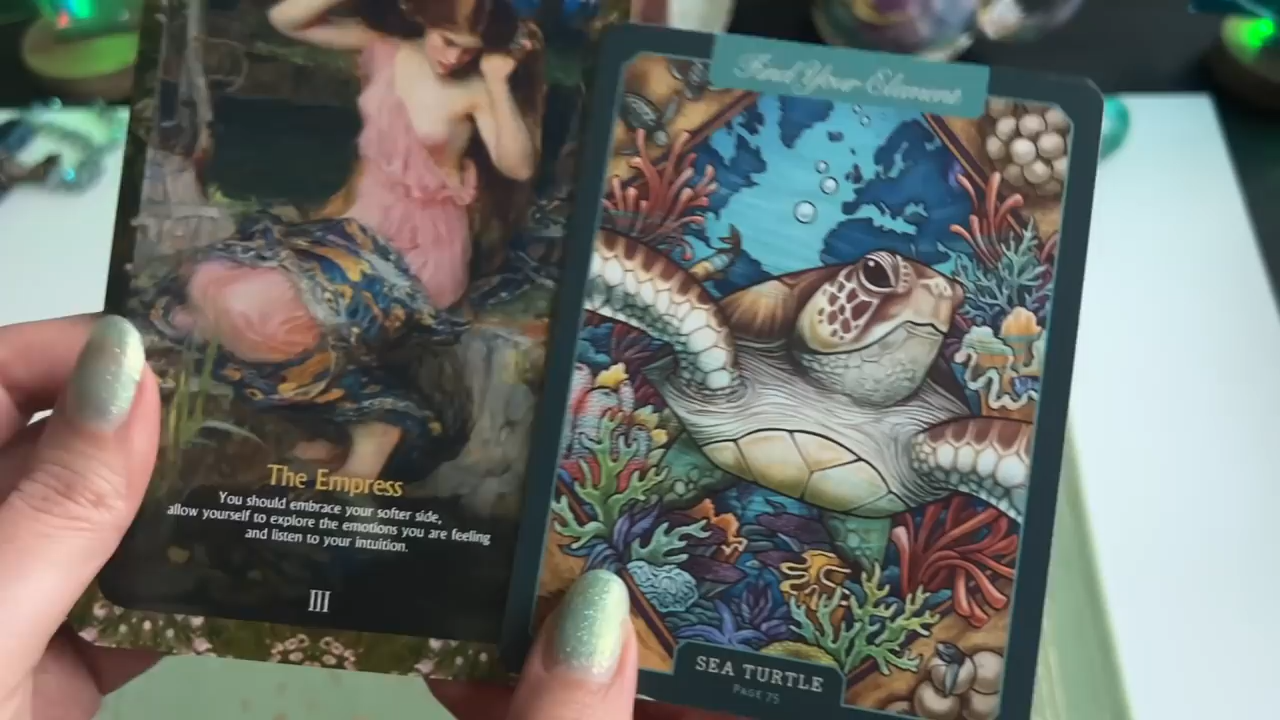 The Empress
You should embrace your softer side,
allow yourself to explore the emotions you are feeling
and listen to your intuition.
III
Find Your Element
SEA TURTLE
PAGE 75